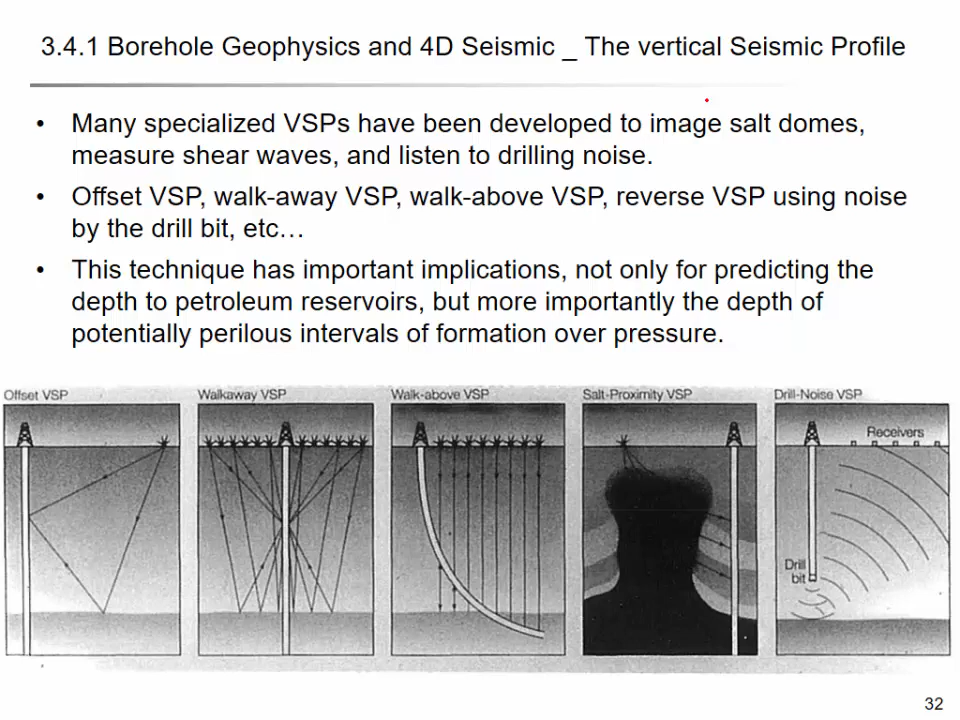 3.4.1 Borehole Geophysics and 4D Seismic _ The vertical Seismic Profile
• Many specialized VSPs have been developed to image salt domes,
measure shear waves, and listen to drilling noise.
• Offset VSP, walk-away VSP, walk-above VSP, reverse VSP using noise
by the drill bit, etc…
• This technique has important implications, not only for predicting the
depth to petroleum reservoirs, but more importantly the depth of
potentially perilous intervals of formation over pressure.
Offset VSP
Walkaway VSP
Walk-above VSP
Salt-Proximity VSP
Drill-Noise VSP
Receivers
Drill
bit
32